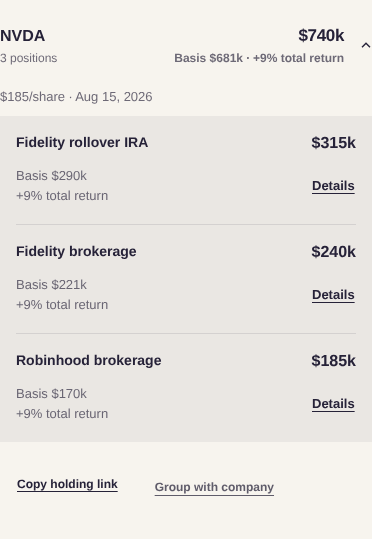 NVDA
$740k
3 positions
Basis $681k · +9% total return
$185/share · Aug 15, 2026
Fidelity rollover IRA
$315k
Basis $290k
+9% total return
Details
Fidelity brokerage
$240k
Basis $221k
+9% total return
Details
Robinhood brokerage
$185k
Basis $170k
+9% total return
Details
Copy holding link
Group with company